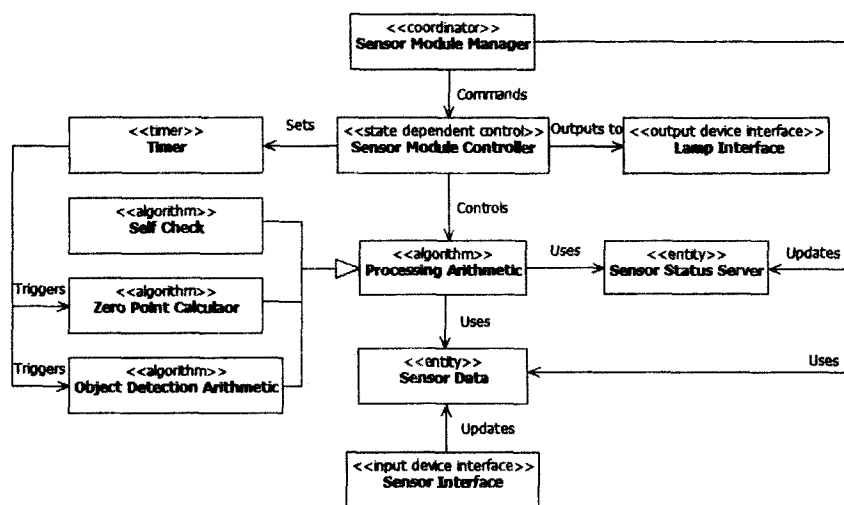 <<coordinator>>
Sensor Module Manager
Commands
<<timer>>
Timer
Sets
<<state dependent control>>
Sensor Module Controller
Outputs to
<<output device interface>>
Lamp Interface
<<algorithm>>
Self Check
Controls
<<algorithm>>
Processing Arithmetic
Uses
<<entity>>
Sensor Status Server
Updates
Triggers
<<algorithm>>
Zero Point Calculaor
Uses
Triggers
<<algorithm>>
Object Detection Arithmetic
<<entity>>
Sensor Data
Uses
Updates
<<input device interface>>
Sensor Interface